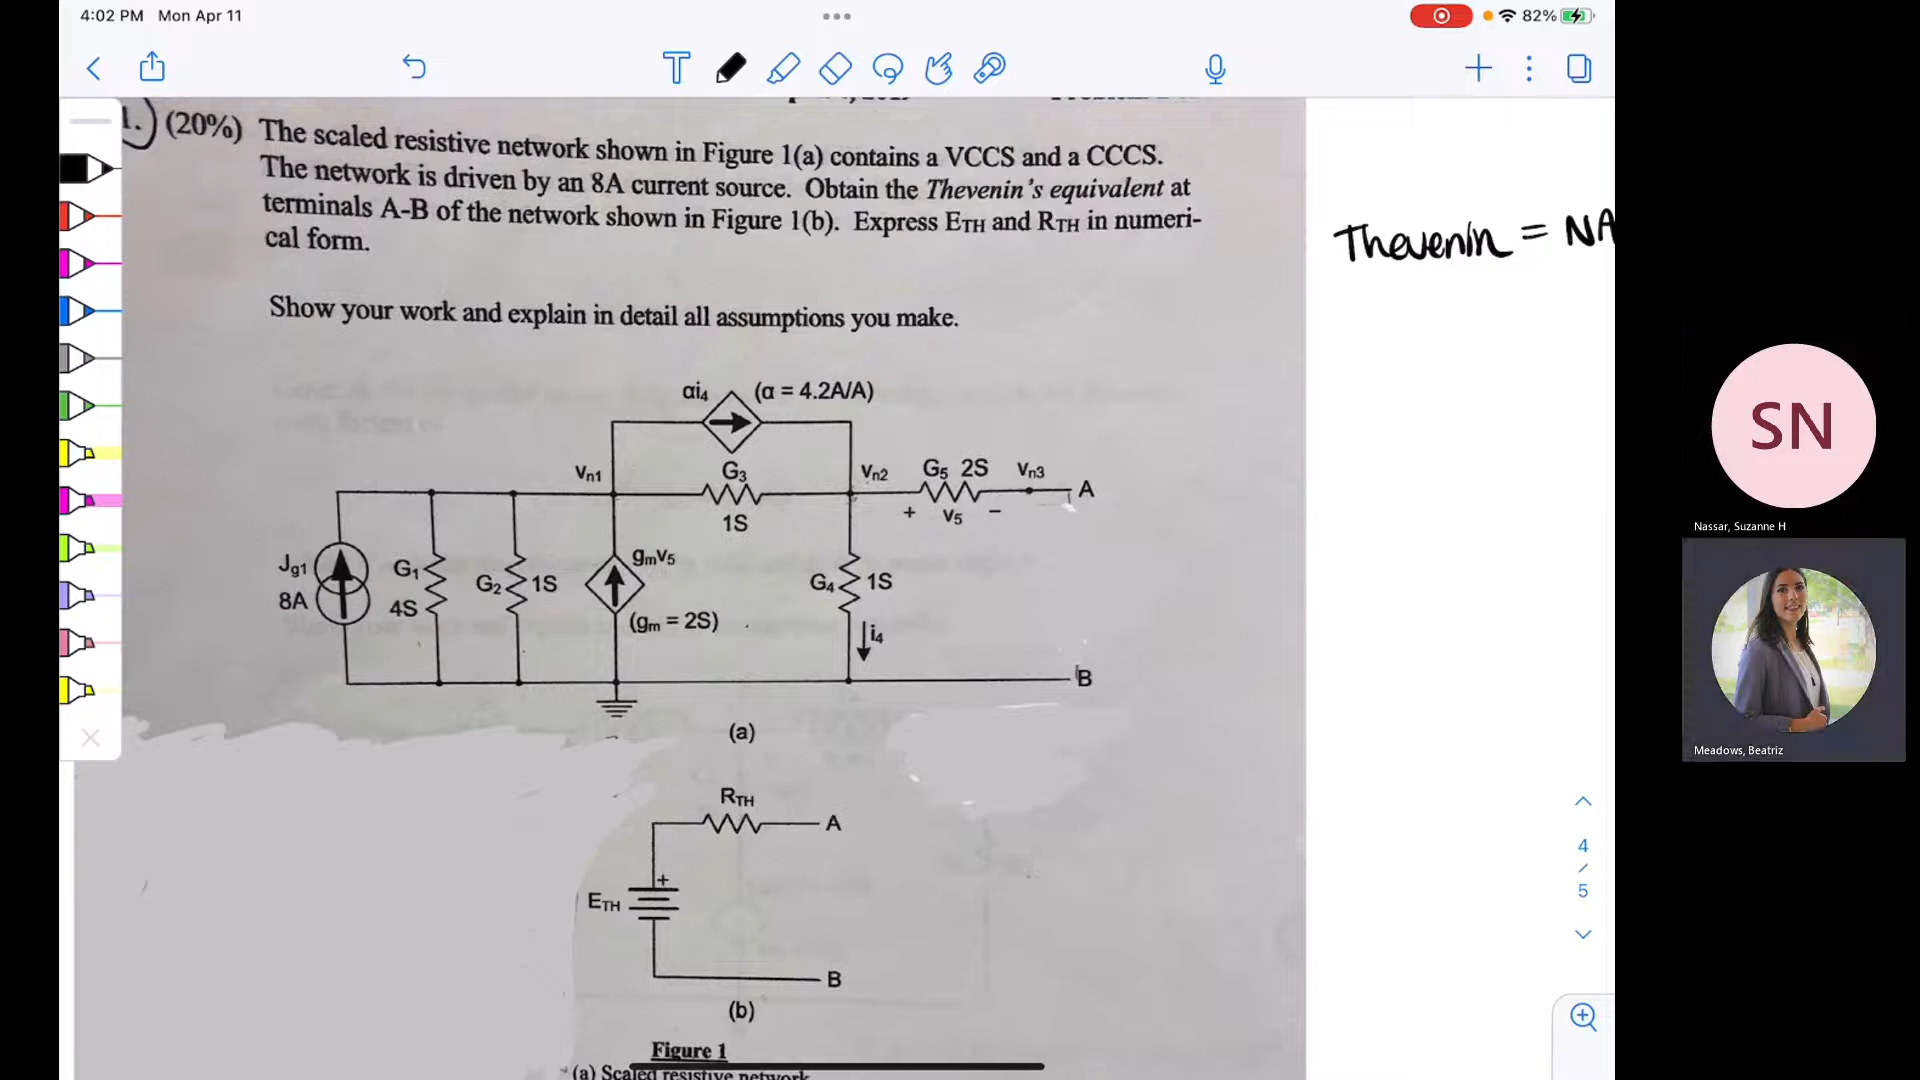 4:02 PM Mon Apr 11
82%
1.) (20%) The scaled resistive network shown in Figure 1(a) contains a VCCS and a CCCS.
The network is driven by an 8A current source. Obtain the Thevenin's equivalent at
terminals A-B of the network shown in Figure 1(b). Express ETH and RTH in numeri-
cal form.
Thevenin = NA
Show your work and explain in detail all assumptions you make.
αi4 (α = 4.2A/A)
Vn1 G3 Vn2 G5 2S Vn3 A
1S + V5 -
Jg1 G1 G2 1S gmV5 G4 1S
8A 4S (gm = 2S) i4
B
(a)
RTH
A
+
ETH
B
(b)
Figure 1
(a) Scaled resistive network
SN
Nassar, Suzanne H
Meadows, Beatriz
4
/
5